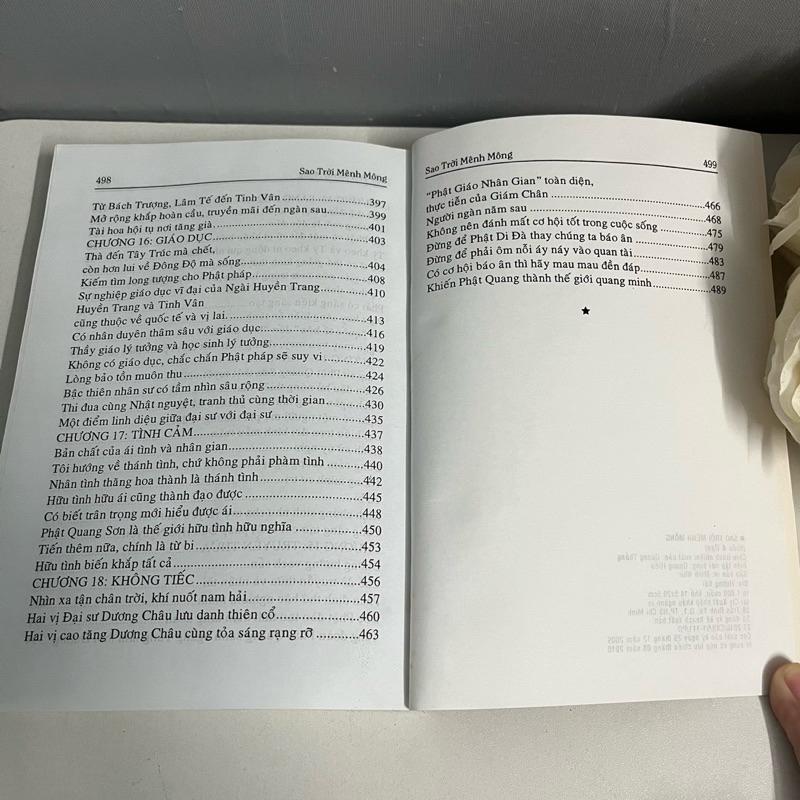 498 Sao Trời Mênh Mông
Từ Bách Trượng, Lâm Tế đến Tinh Vân ........397
Mở rộng khắp hoàn cầu, truyền mãi đến ngàn sau........399
Tài hoa hội tụ nơi tăng già........401
CHƯƠNG 16: GIÁO DỤC........403
Thà đến Tây Trúc mà chết,
còn hơn lui về Đông Độ mà sống........404
Kiếm tìm long tượng cho Phật pháp........408
Sự nghiệp giáo dục vĩ đại của Ngài Huyền Trang........410
Huyền Trang và Tinh Vân
cũng thuộc về quốc tế và vị lai........413
Có nhân duyên thâm sâu với giáo dục........416
Thầy giáo lý tưởng và học sinh lý tưởng........419
Không có giáo dục, chắc chắn Phật pháp sẽ suy vi........422
Lòng bảo tồn muôn thu........424
Bậc thiên nhân sư có tầm nhìn sâu rộng........426
Thi đua cùng Nhật nguyệt, tranh thủ cùng thời gian........430
Một điểm linh diệu giữa đại sư với đại sư........435
CHƯƠNG 17: TÌNH CẢM........437
Bản chất của ái tình và nhân gian........438
Tôi hướng về thánh tình, chứ không phải phàm tình........440
Nhân tình thăng hoa thành là thánh tình........442
Hữu tình hữu ái cũng thành đạo được........445
Có biết trân trọng mới hiểu được ái........448
Phật Quang Sơn là thế giới hữu tình hữu nghĩa........450
Tiến thêm nữa, chính là từ bi........453
Hữu tình biến khắp tất cả........454
CHƯƠNG 18: KHÔNG TIẾC........456
Nhìn xa tận chân trời, khí nuốt nam hải........457
Hai vị Đại sư Dương Châu lưu danh thiên cổ........460
Hai vị cao tăng Dương Châu cùng tỏa sáng rạng rỡ........463
Sao Trời Mênh Mông 499
“Phật Giáo Nhân Gian” toàn diện,
thực tiễn của Giám Chân........466
Người ngàn năm sau........468
Không nên đánh mất cơ hội tốt trong cuộc sống........475
Đừng để Phật Di Đà thay chúng ta báo ân........479
Đừng để phải ôm nỗi áy náy vào quan tài........483
Có cơ hội báo ân thì hãy mau mau đền đáp........487
Khiến Phật Quang thành thế giới quang minh........489